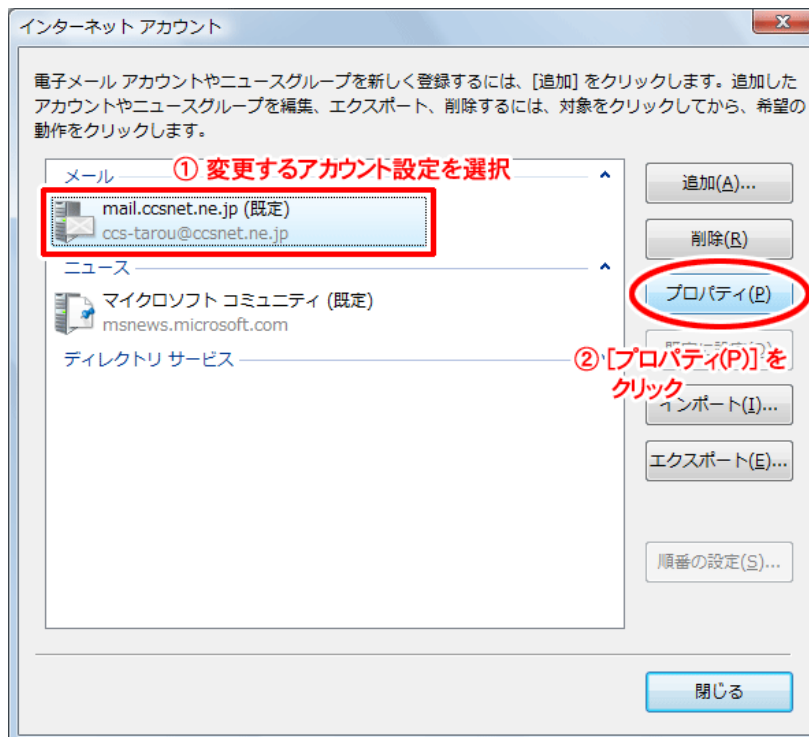 インターネット アカウント
電子メール アカウントやニュースグループを新しく登録するには、[追加] をクリックします。追加した
アカウントやニュースグループを編集、エクスポート、削除するには、対象をクリックしてから、希望の
動作をクリックします。
① 変更するアカウント設定を選択
メール
mail.ccsnet.ne.jp (既定)
ccs-tarou@ccsnet.ne.jp
ニュース
マイクロソフト コミュニティ (既定)
msnews.microsoft.com
ディレクトリ サービス
追加(A)...
削除(R)
プロパティ(P)
② [プロパティ(P)] を
クリック
インポート(I)...
エクスポート(E)...
順番の設定(S)...
閉じる